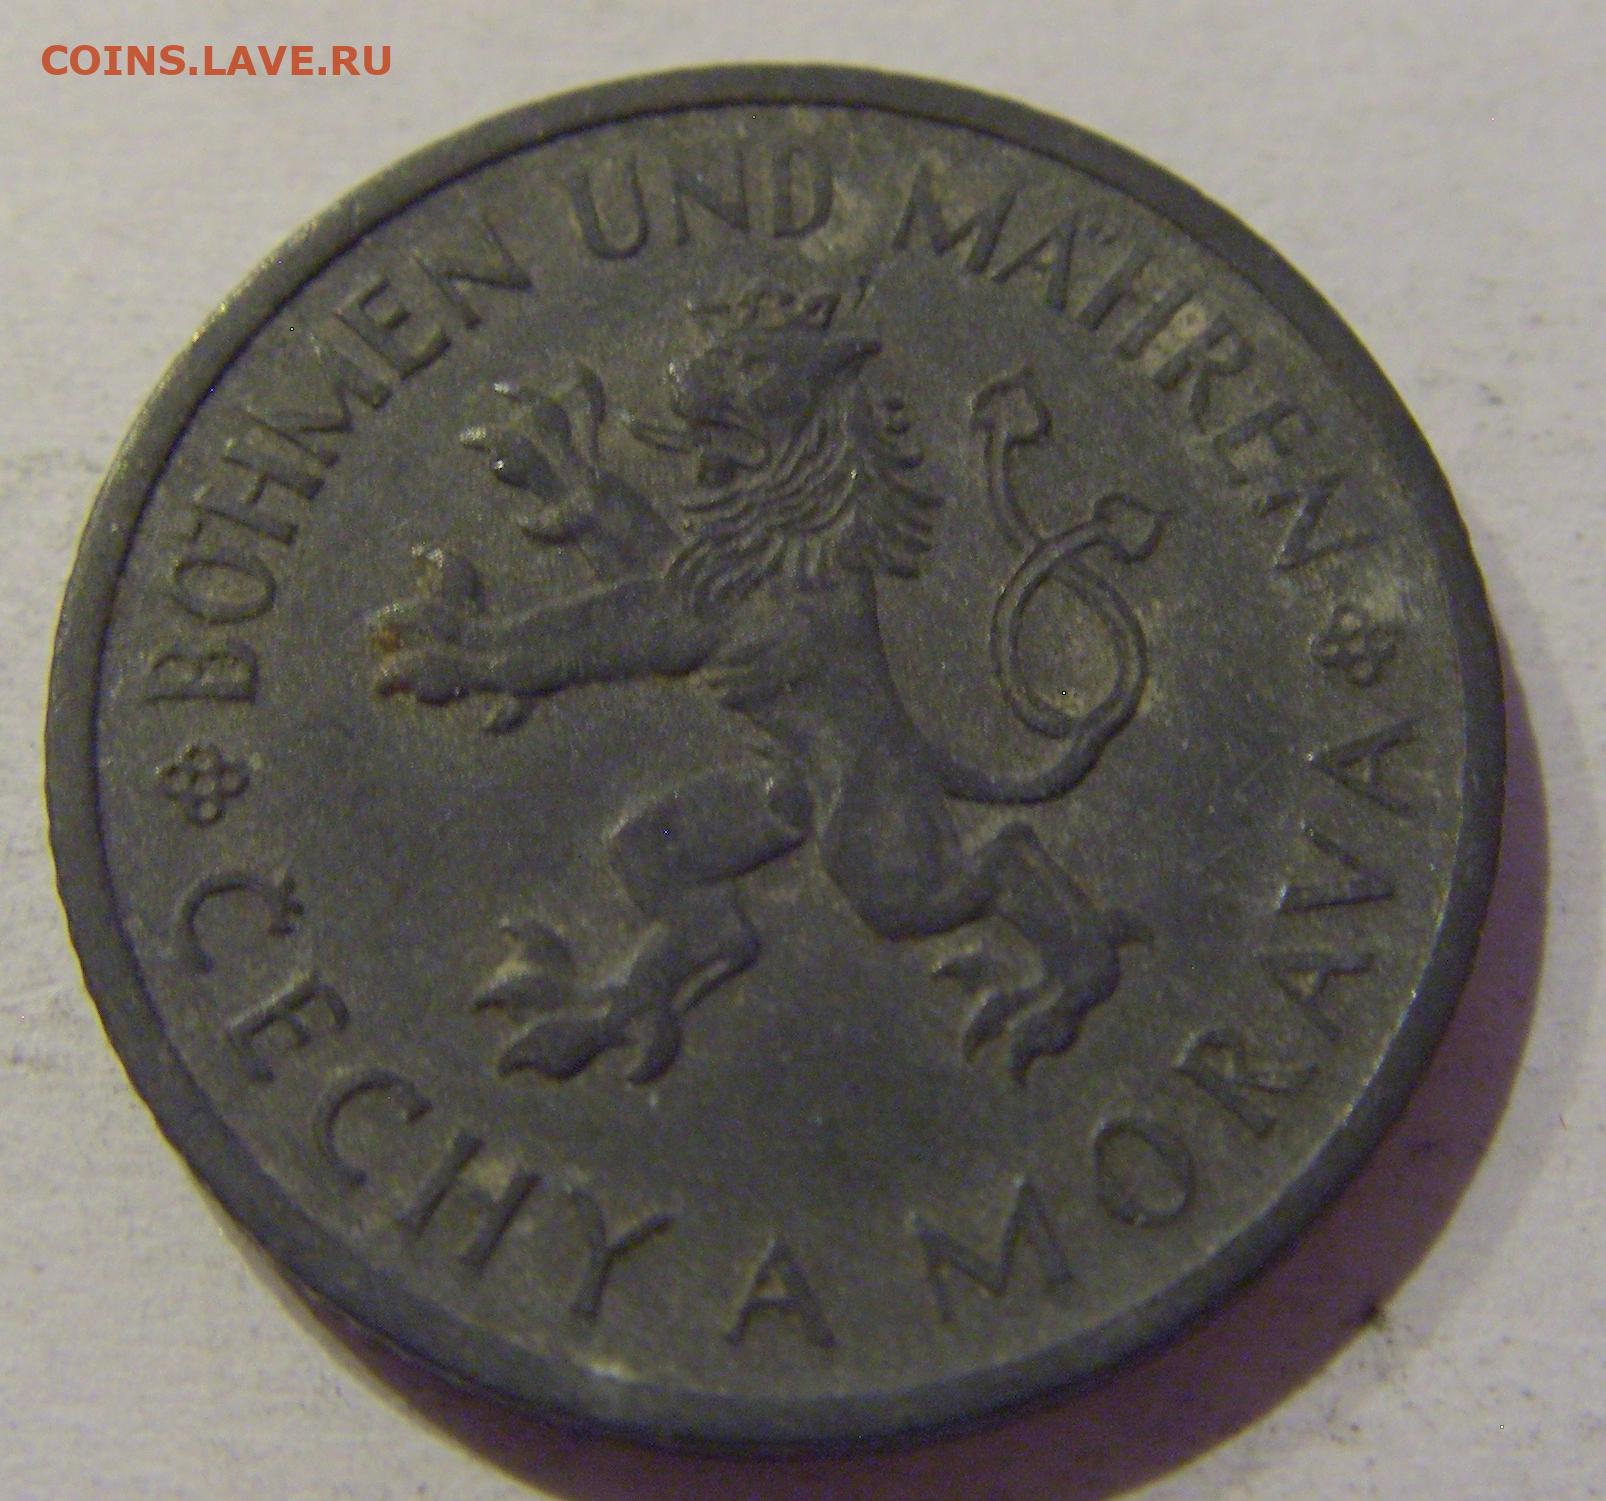 COINS.LAVE.RU
BÖHMEN UND MÄHREN
ČECHY A MORAVA